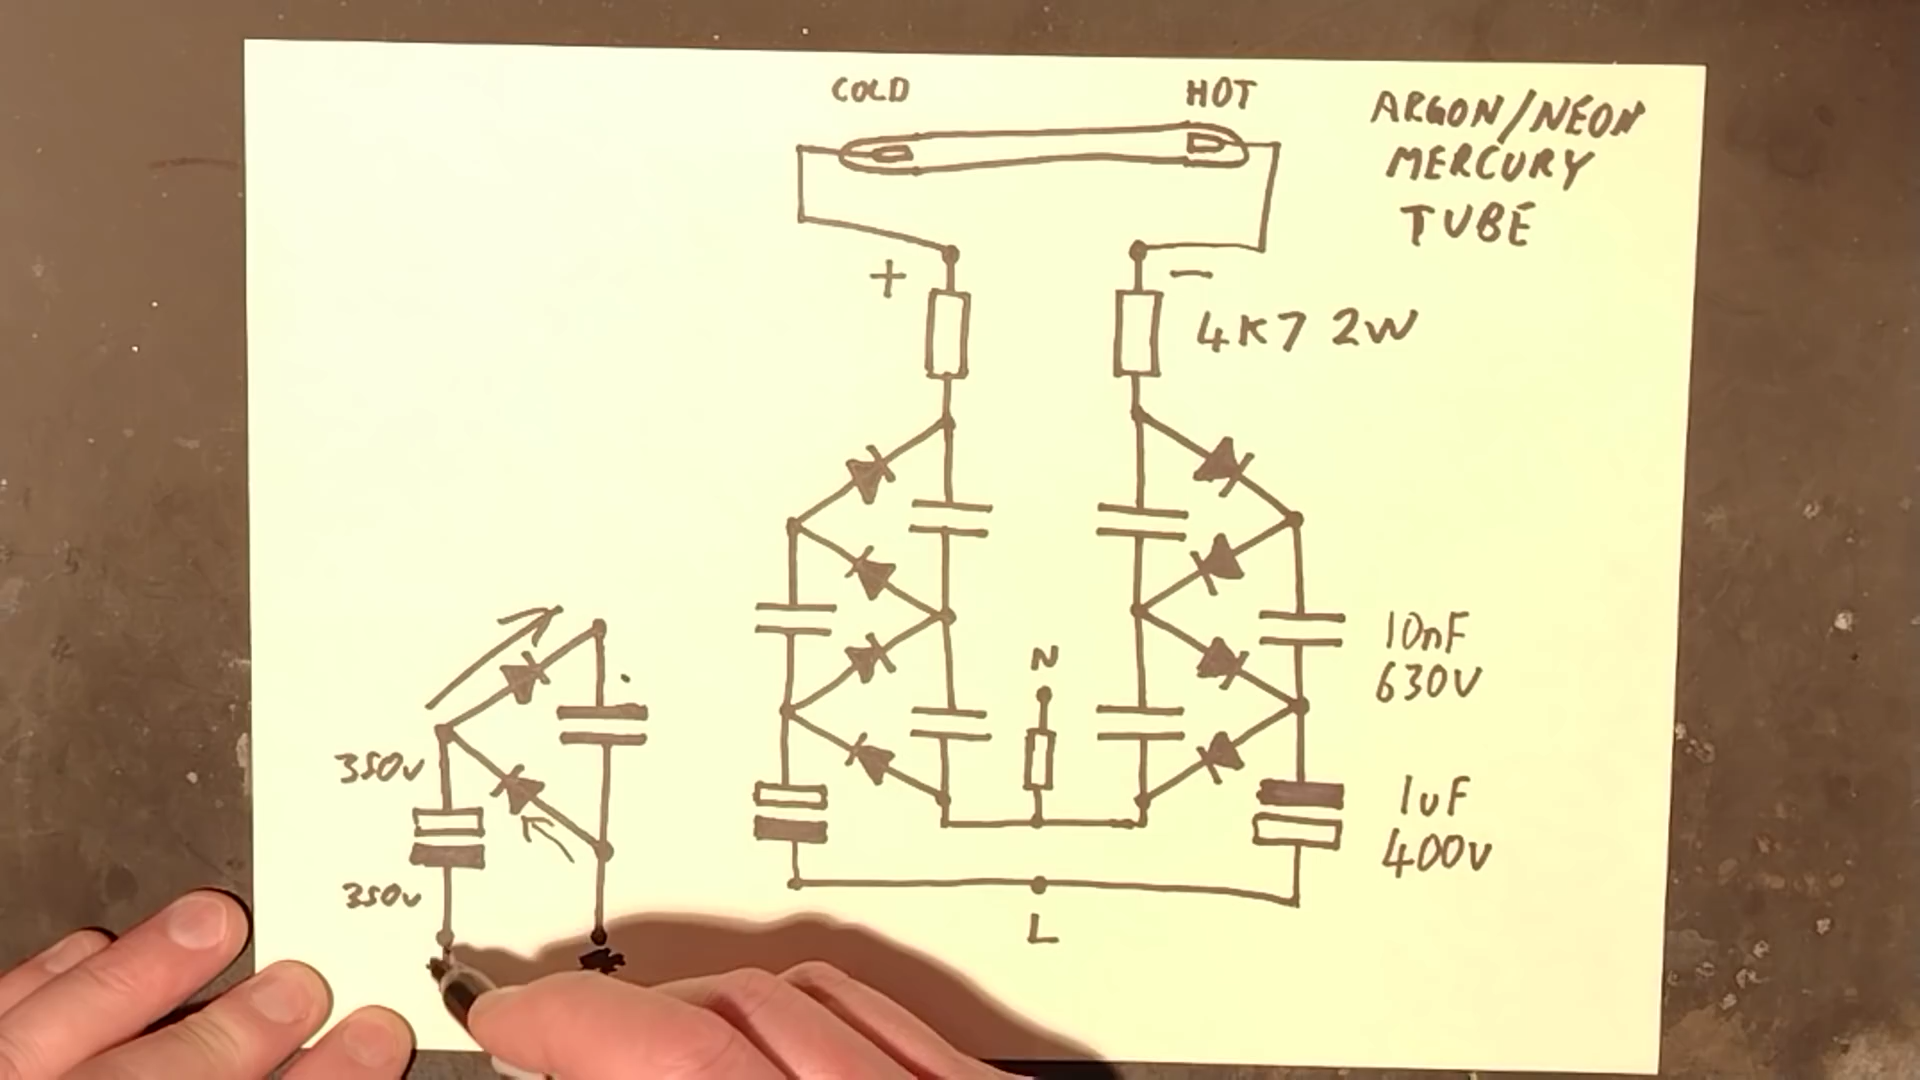 COLD
HOT
ARGON/NEON
MERCURY
TUBE
+
−
4K7 2W
N
10nF
630V
350v
1uF
400V
350v
L